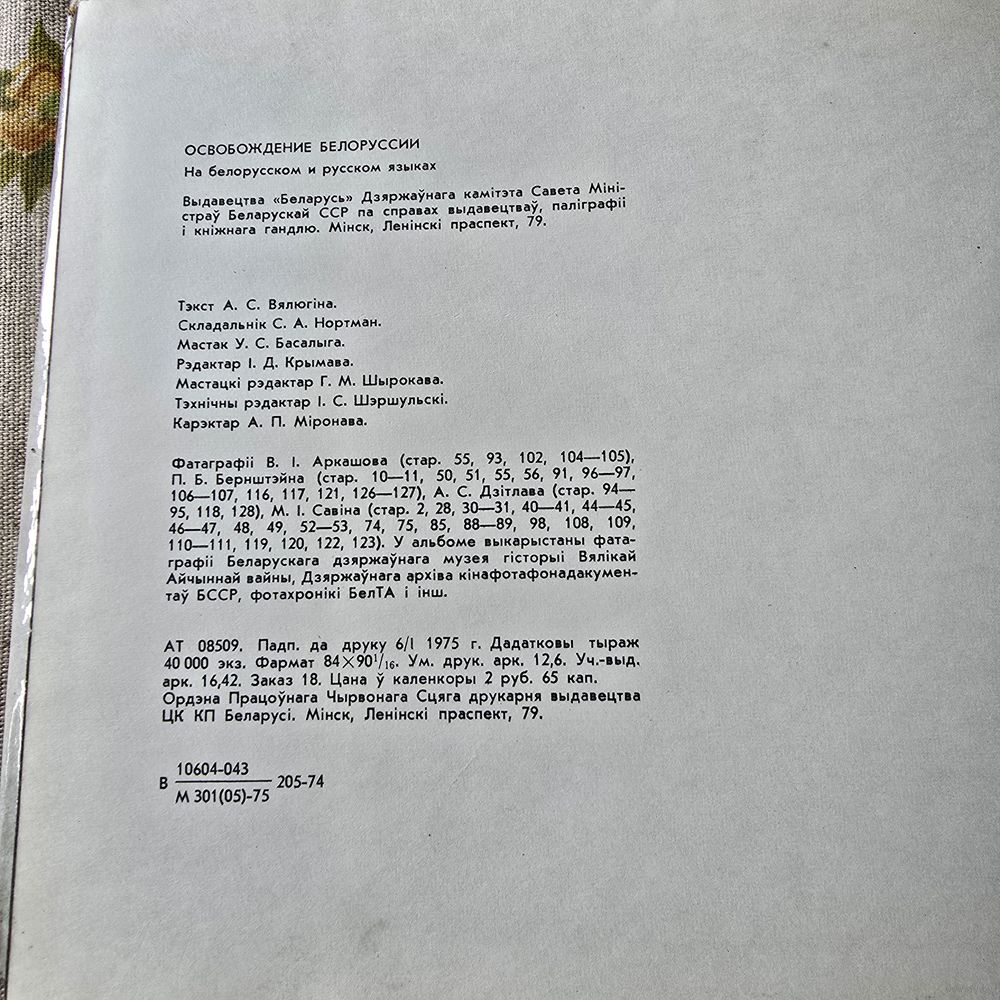 ОСВОБОЖДЕНИЕ БЕЛОРУССИИ
На белорусском и русском языках
Выдавецтва «Беларусь» Дзяржаўнага камітэта Савета Міні-
страў Беларускай ССР па справах выдавецтваў, паліграфіі
і кніжнага гандлю. Мінск, Ленінскі праспект, 79.
Тэкст А. С. Вялюгіна.
Складальнік С. А. Нортман.
Мастак У. С. Басалыга.
Рэдактар І. Д. Крымава.
Мастацкі рэдактар Г. М. Шырокава.
Тэхнічны рэдактар І. С. Шэршульскі.
Карэктар А. П. Міронава.
Фатаграфіі В. І. Аркашова (стар. 55, 93, 102, 104—105),
П. Б. Бернштэйна (стар. 10—11, 50, 51, 55, 56, 91, 96—97,
106—107, 116, 117, 121, 126—127), А. С. Дзітлава (стар. 94—
95, 118, 128), М. І. Савіна (стар. 2, 28, 30—31, 40—41, 44—45,
46—47, 48, 49, 52—53, 74, 75, 85, 88—89, 98, 108, 109,
110—111, 119, 120, 122, 123). У альбоме выкарыстаны фата-
графіі Беларускага дзяржаўнага музея гісторыі Вялікай
Айчыннай вайны, Дзяржаўнага архіва кінафотафонадакумен-
таў БССР, фотахронікі БелТА і інш.
АТ 08509. Падп. да друку 6/I 1975 г. Дадатковы тыраж
40 000 экз. Фармат 84×90¹/₁₆. Ум. друк. арк. 12,6. Уч.-выд.
арк. 16,42. Заказ 18. Цана ў каленкоры 2 руб. 65 кап.
Ордэна Працоўнага Чырвонага Сцяга друкарня выдавецтва
ЦК КП Беларусі. Мінск, Ленінскі праспект, 79.
10604-043
В 205-74
М 301(05)-75